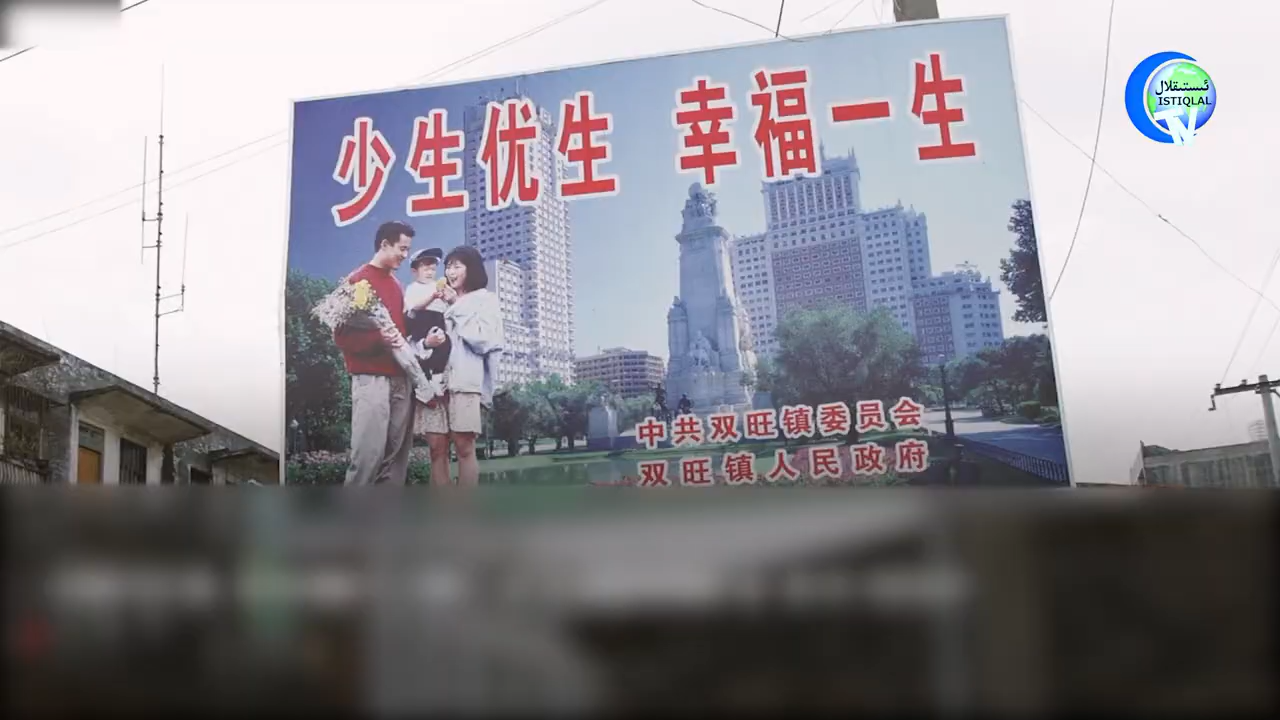 少生优生 幸福一生
中共双旺镇委员会
双旺镇人民政府
ئىستىقلال
ISTIQLAL
TV